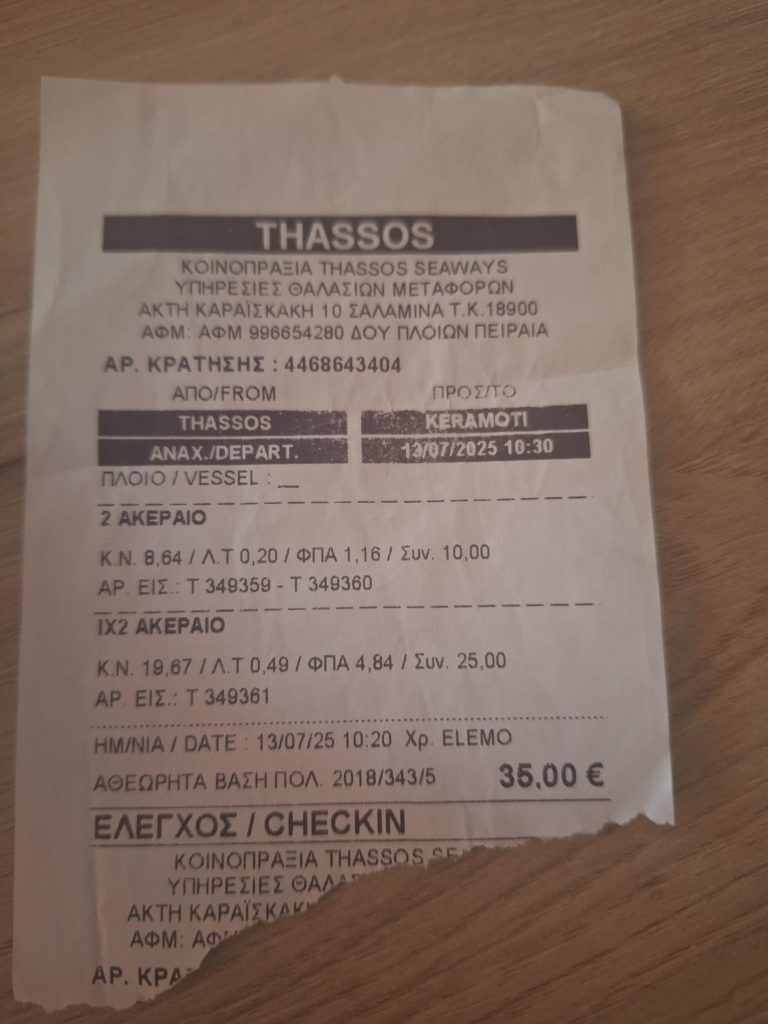 THASSOS
ΚΟΙΝΟΠΡΑΞΙΑ THASSOS SEAWAYS
ΥΠΗΡΕΣΙΕΣ ΘΑΛΑΣΙΩΝ ΜΕΤΑΦΟΡΩΝ
ΑΚΤΗ ΚΑΡΑΪΣΚΑΚΗ 10 ΣΑΛΑΜΙΝΑ Τ.Κ.18900
ΑΦΜ: ΑΦΜ 996654280 ΔΟΥ ΠΛΟΙΩΝ ΠΕΙΡΑΙΑ
ΑΡ. ΚΡΑΤΗΣΗΣ : 4468643404
ΑΠΟ/FROM ΠΡΟΣ/TO
THASSOS KERAMOTI
ΑΝΑΧ./DEPART. 13/07/2025 10:30
ΠΛΟΙΟ / VESSEL : __
2 ΑΚΕΡΑΙΟ
Κ.Ν. 8,64 / Λ.Τ 0,20 / ΦΠΑ 1,16 / Συν. 10,00
ΑΡ. ΕΙΣ.: Τ 349359 - Τ 349360
ΙΧ2 ΑΚΕΡΑΙΟ
Κ.Ν. 19,67 / Λ.Τ 0,49 / ΦΠΑ 4,84 / Συν. 25,00
ΑΡ. ΕΙΣ.: Τ 349361
ΗΜ/ΝΙΑ / DATE : 13/07/25 10:20 Χρ. ELEMO
ΑΘΕΩΡΗΤΑ ΒΑΣΗ ΠΟΛ. 2018/343/5 35,00 €
ΕΛΕΓΧΟΣ / CHECKIN
ΚΟΙΝΟΠΡΑΞΙΑ THASSOS
ΥΠΗΡΕΣΙΕΣ
ΑΚΤΗ
ΑΦΜ:
ΑΡ.